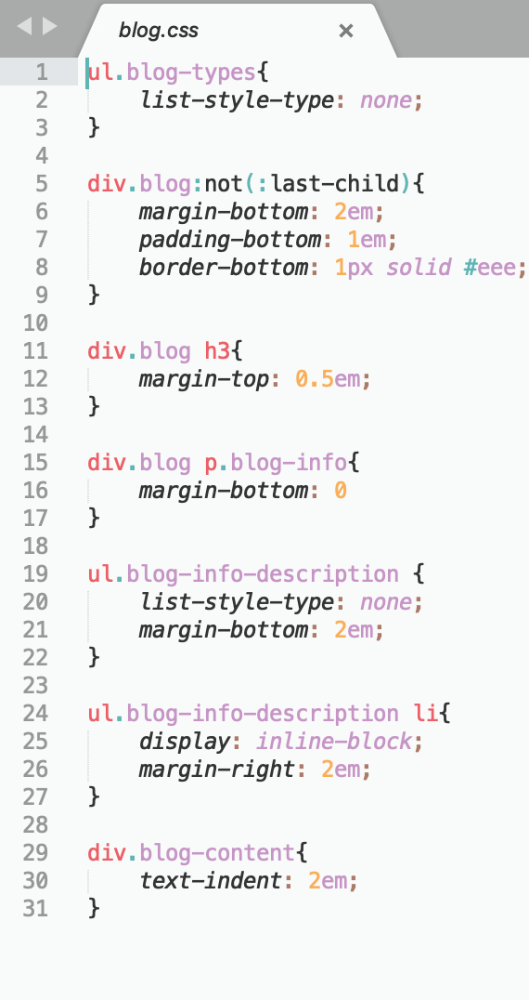 blog.css ×
1 ul.blog-types{
2     list-style-type: none;
3 }
4
5 div.blog:not(:last-child){
6     margin-bottom: 2em;
7     padding-bottom: 1em;
8     border-bottom: 1px solid #eee;
9 }
10
11 div.blog h3{
12     margin-top: 0.5em;
13 }
14
15 div.blog p.blog-info{
16     margin-bottom: 0
17 }
18
19 ul.blog-info-description {
20     list-style-type: none;
21     margin-bottom: 2em;
22 }
23
24 ul.blog-info-description li{
25     display: inline-block;
26     margin-right: 2em;
27 }
28
29 div.blog-content{
30     text-indent: 2em;
31 }